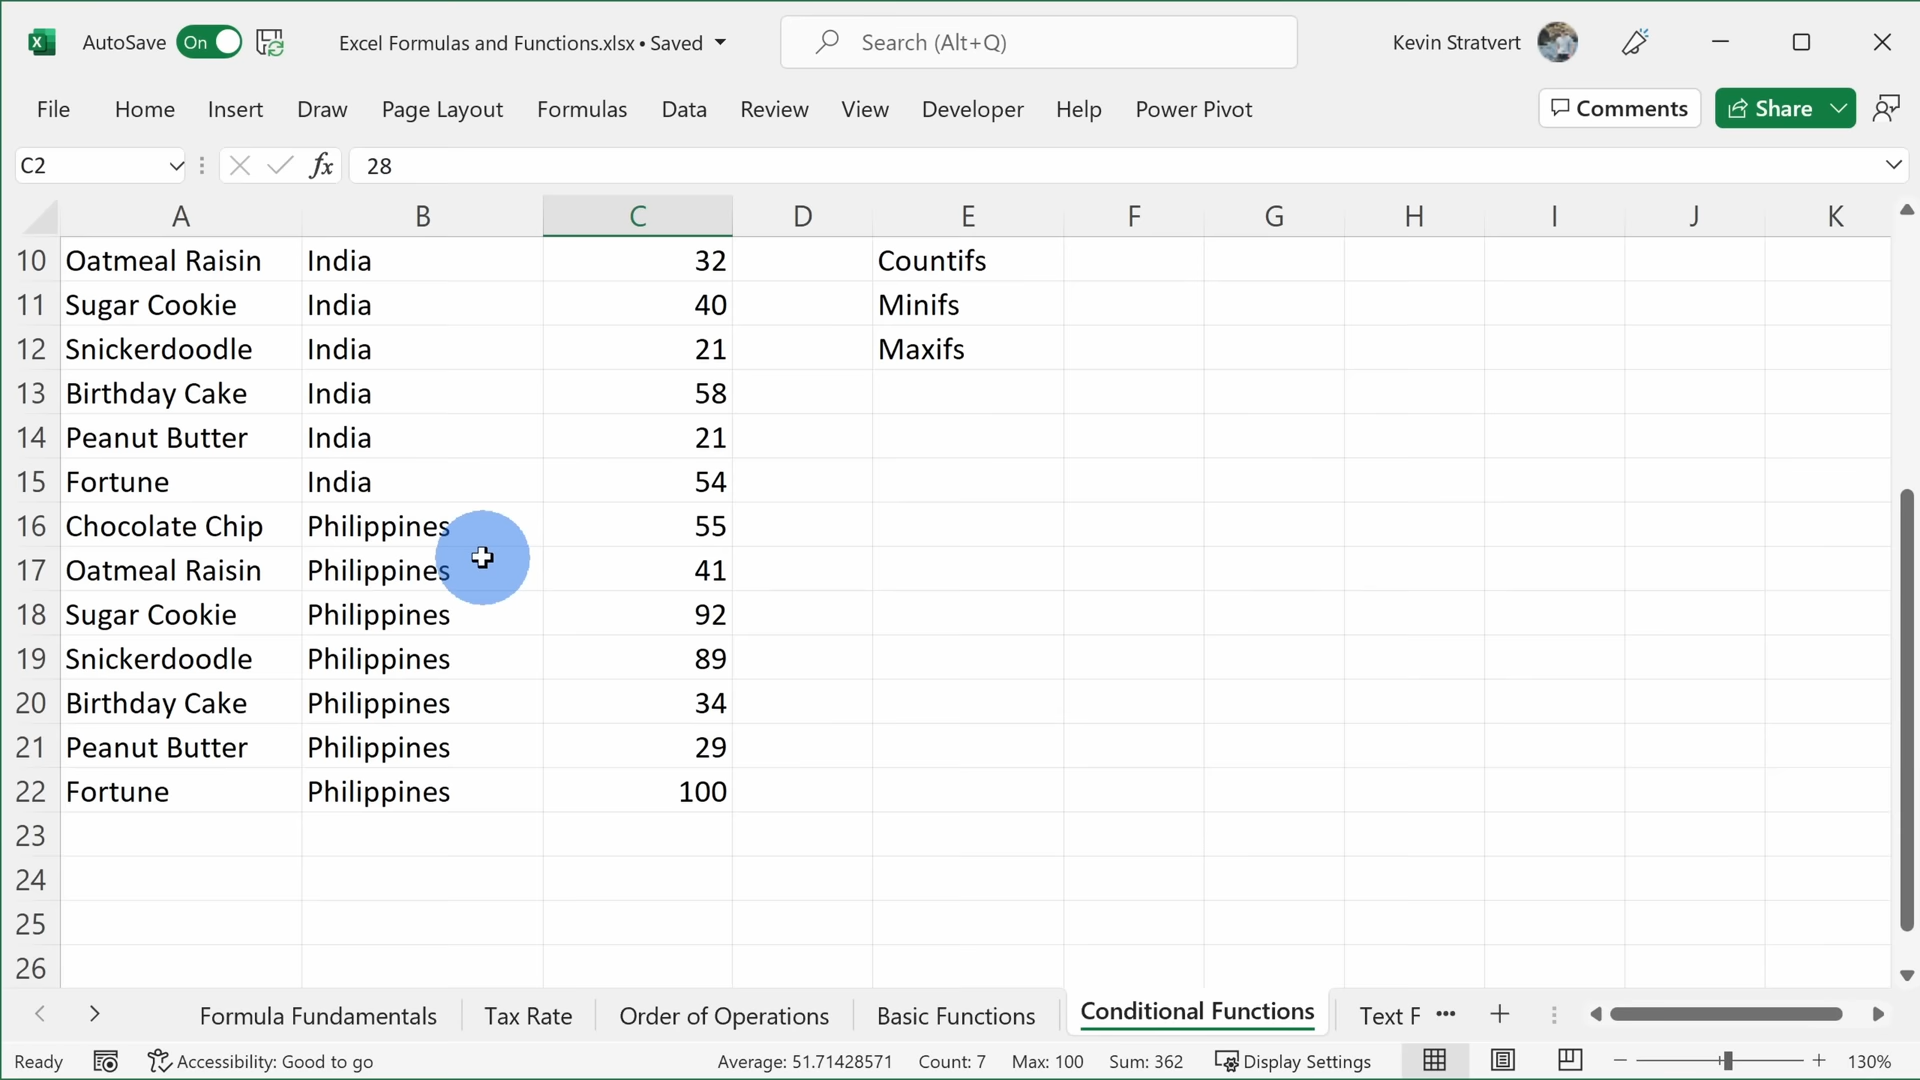 AutoSave On Excel Formulas and Functions.xlsx • Saved Search (Alt+Q) Kevin Stratvert
File Home Insert Draw Page Layout Formulas Data Review View Developer Help Power Pivot Comments Share
C2 fx 28
A B C D E F G H I J K
10 Oatmeal Raisin India 32 Countifs
11 Sugar Cookie India 40 Minifs
12 Snickerdoodle India 21 Maxifs
13 Birthday Cake India 58
14 Peanut Butter India 21
15 Fortune India 54
16 Chocolate Chip Philippines 55
17 Oatmeal Raisin Philippines 41
18 Sugar Cookie Philippines 92
19 Snickerdoodle Philippines 89
20 Birthday Cake Philippines 34
21 Peanut Butter Philippines 29
22 Fortune Philippines 100
23
24
25
26
Formula Fundamentals Tax Rate Order of Operations Basic Functions Conditional Functions Text F ...
Ready Accessibility: Good to go Average: 51.71428571 Count: 7 Max: 100 Sum: 362 Display Settings 130%